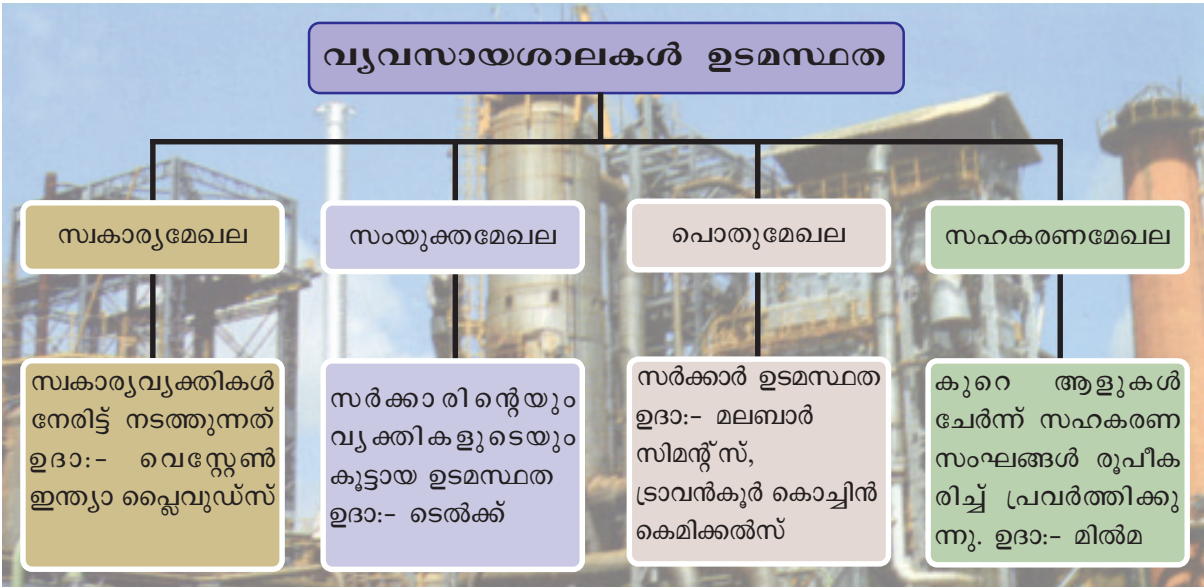 വ്യവസായശാലകൾ ഉടമസ്ഥത
സ്വകാര്യമേഖല
സംയുക്തമേഖല
പൊതുമേഖല
സഹകരണമേഖല
സ്വകാര്യവ്യക്തികൾ
നേരിട്ട് നടത്തുന്നത്
ഉദാ:- വെസ്റ്റേൺ
ഇന്ത്യാ പ്ലൈവുഡ്സ്
സർക്കാരിന്റെയും
വ്യക്തികളുടെയും
കൂട്ടായ ഉടമസ്ഥത
ഉദാ:- ടെൽക്ക്
സർക്കാർ ഉടമസ്ഥത
ഉദാ:- മലബാർ
സിമന്റ്സ്,
ട്രാവൻകൂർ കൊച്ചിൻ
കെമിക്കൽസ്
കുറെ ആളുകൾ
ചേർന്ന് സഹകരണ
സംഘങ്ങൾ രൂപീക
രിച്ച് പ്രവർത്തിക്കു
ന്നു. ഉദാ:- മിൽമ